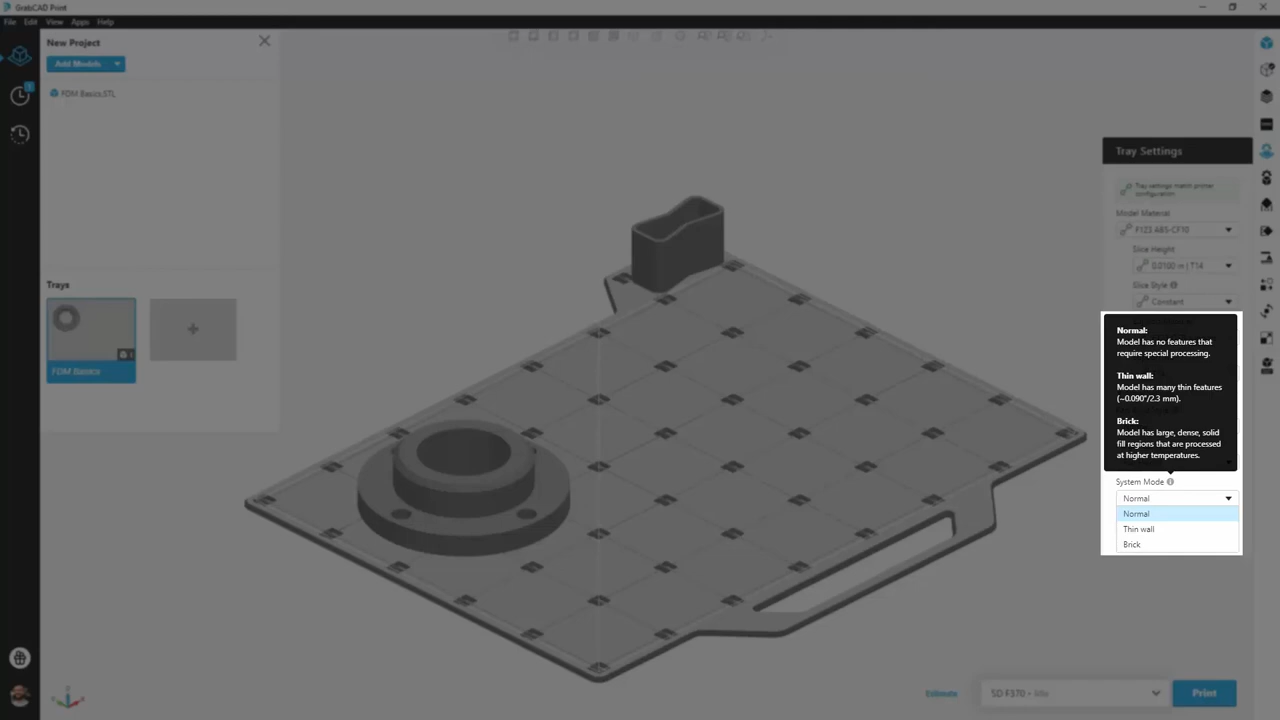 GrabCAD Print
File Edit View Apps Help
New Project
Add Models
FDM Basics.STL
Trays
FDM Basics
Tray Settings
Tray settings match printer
configuration
Model Material
F123 ABS-CF10
Slice Height
0.0100 in | T14
Slice Style
Constant
Normal:
Model has no features that
require special processing.
Thin wall:
Model has many thin features
(~0.090"/2.3 mm).
Brick:
Model has large, dense, solid
fill regions that are processed
at higher temperatures.
System Mode
Normal
Normal
Thin wall
Brick
Estimate
SD F370 • Idle
Print